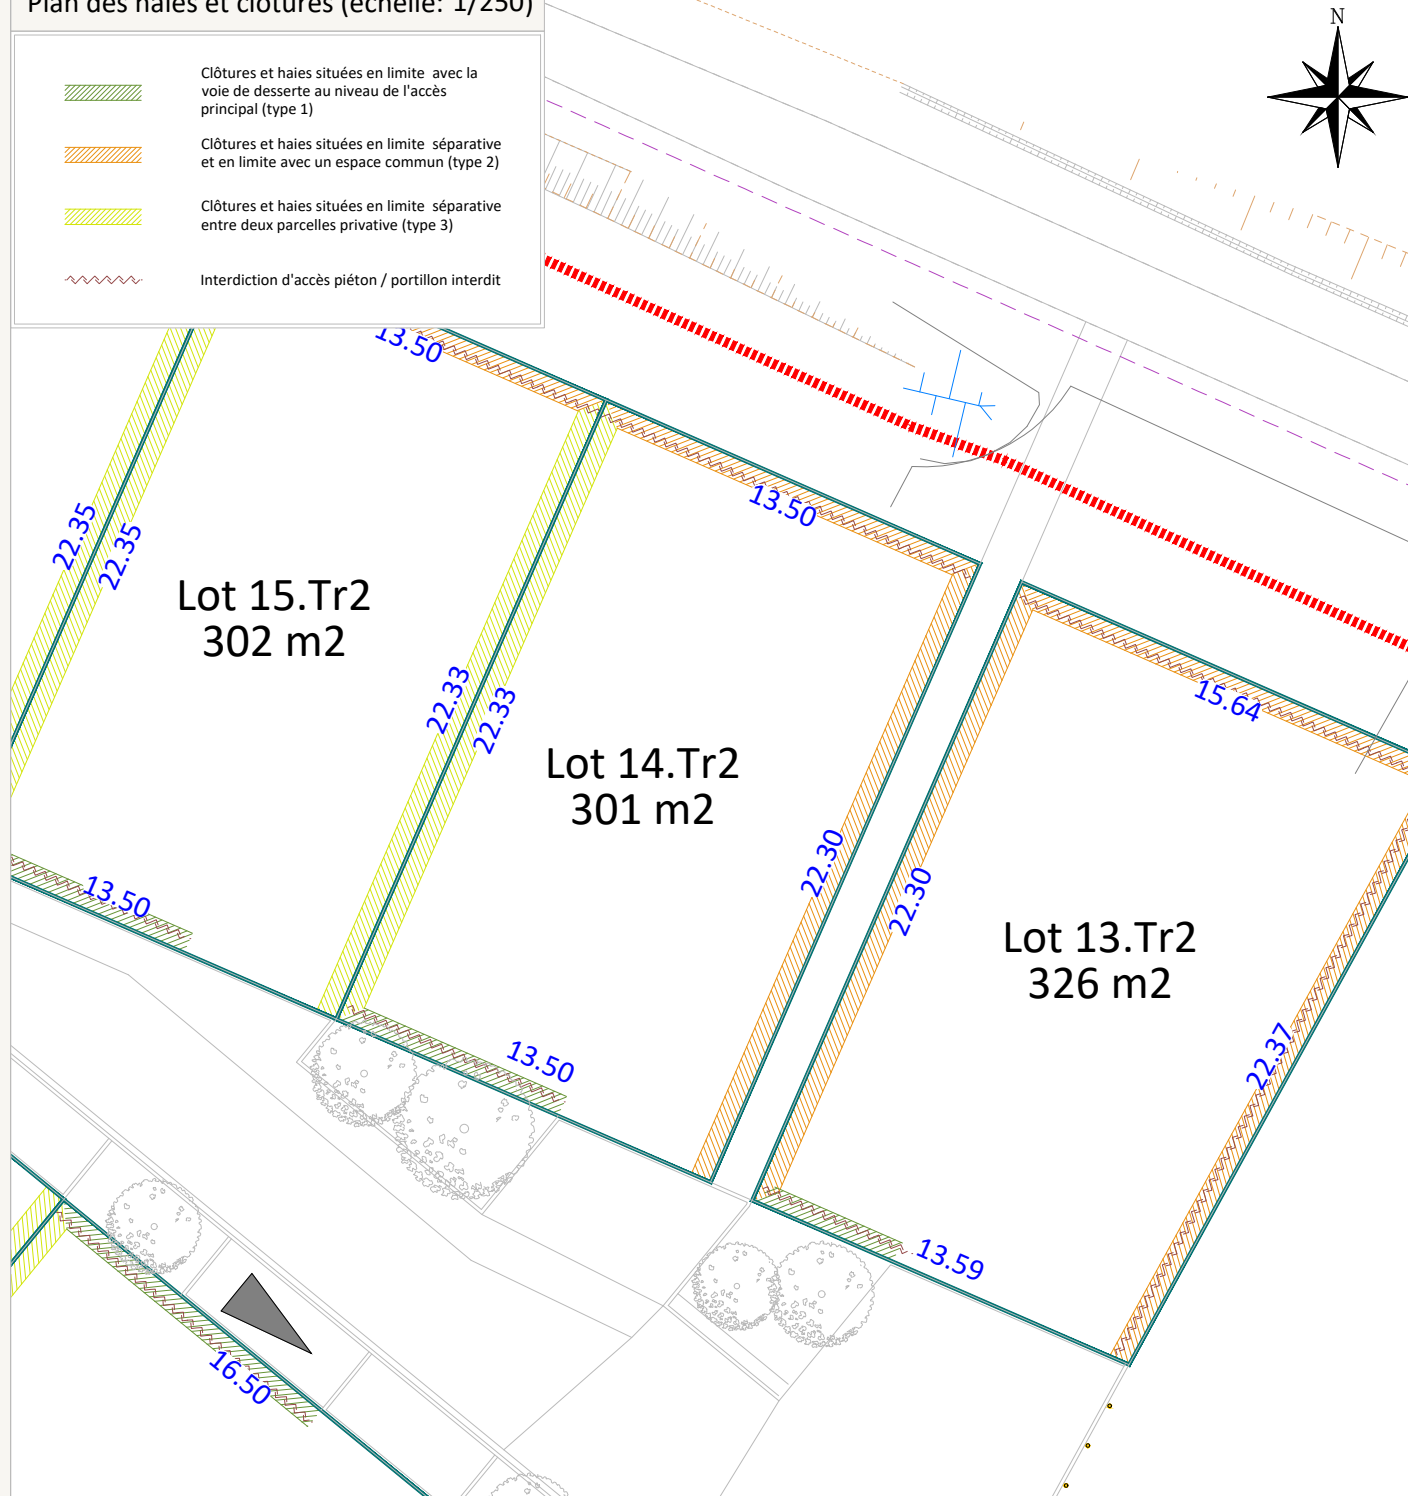 Plan des haies et clôtures (échelle: 1/250)
N
Clôtures et haies situées en limite avec la
voie de desserte au niveau de l'accès
principal (type 1)
Clôtures et haies situées en limite séparative
et en limite avec un espace commun (type 2)
Clôtures et haies situées en limite séparative
entre deux parcelles privative (type 3)
Interdiction d'accès piéton / portillon interdit
13.50
13.50
22.35
22.35
Lot 15.Tr2
302 m2
22.33
22.33
15.64
Lot 14.Tr2
301 m2
22.30
22.30
13.50
Lot 13.Tr2
326 m2
13.50
22.37
13.59
16.50